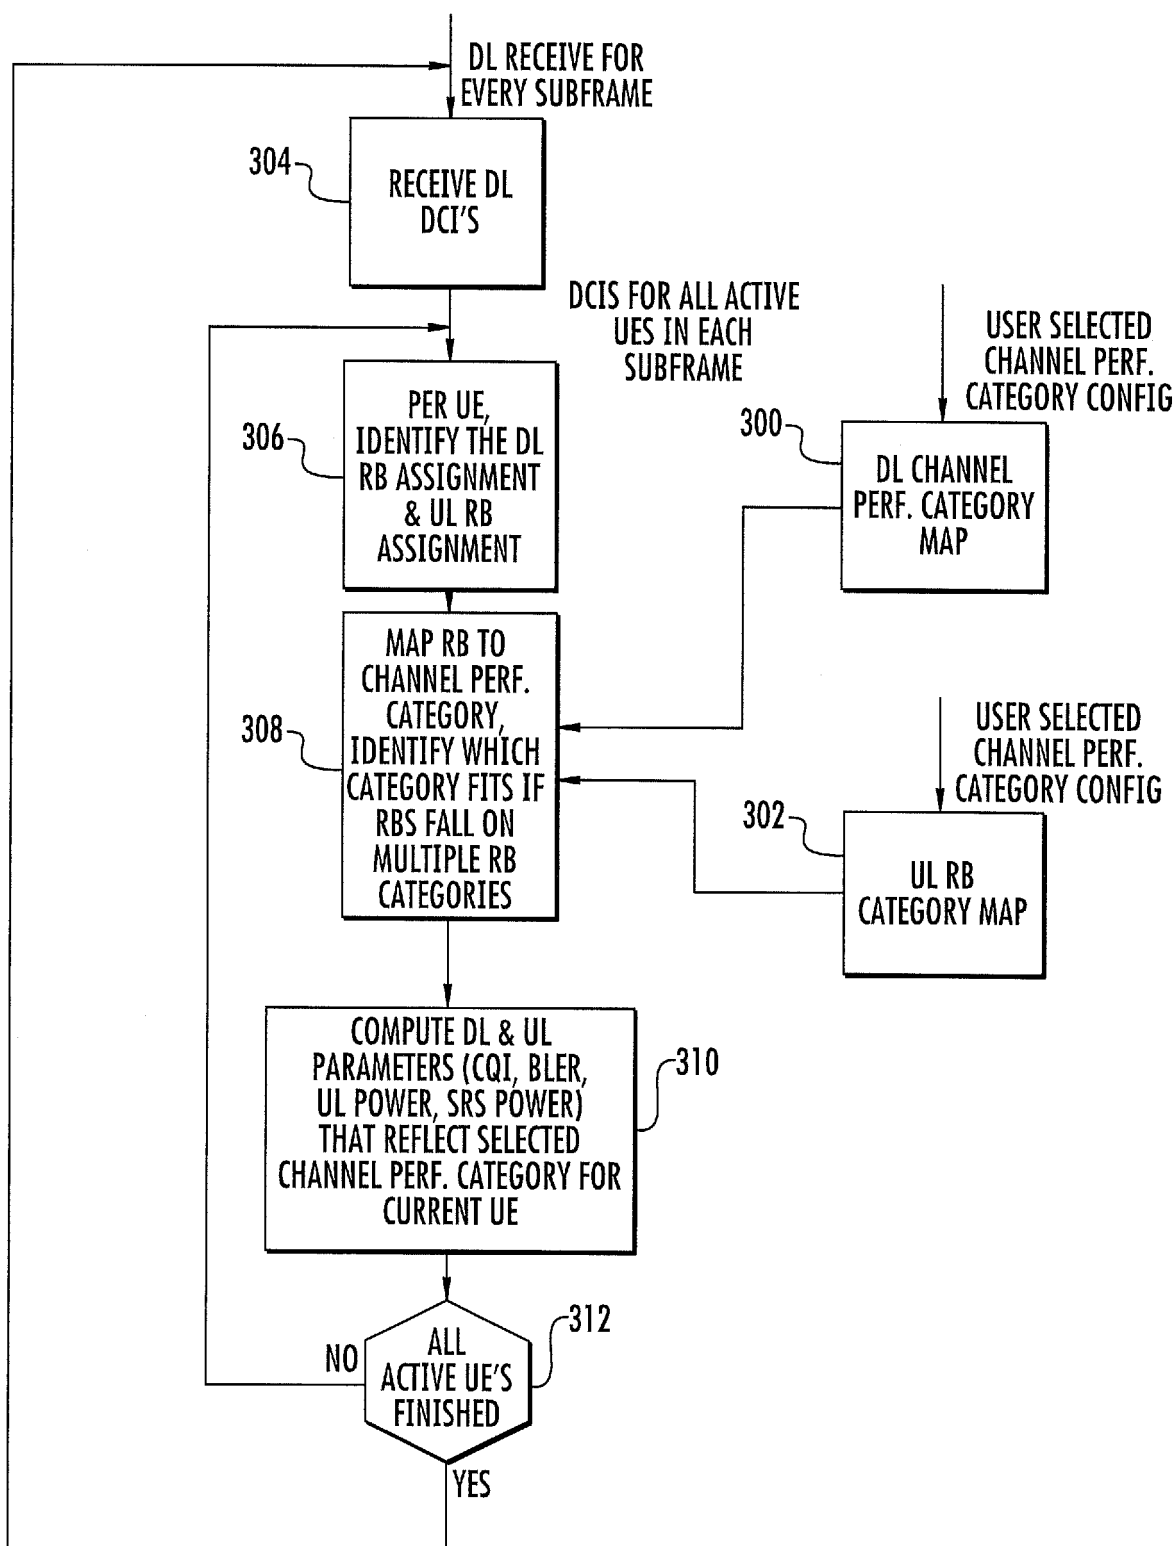 DL RECEIVE FOR
EVERY SUBFRAME
304
RECEIVE DL
DCI'S
DCIS FOR ALL ACTIVE
UES IN EACH
SUBFRAME
USER SELECTED
CHANNEL PERF.
CATEGORY CONFIG
306
PER UE,
IDENTIFY THE DL
RB ASSIGNMENT
& UL RB
ASSIGNMENT
300
DL CHANNEL
PERF. CATEGORY
MAP
308
MAP RB TO
CHANNEL PERF.
CATEGORY,
IDENTIFY WHICH
CATEGORY FITS IF
RBS FALL ON
MULTIPLE RB
CATEGORIES
USER SELECTED
CHANNEL PERF.
CATEGORY CONFIG
302
UL RB
CATEGORY MAP
COMPUTE DL & UL
PARAMETERS (CQI, BLER,
UL POWER, SRS POWER)
THAT REFLECT SELECTED
CHANNEL PERF. CATEGORY FOR
CURRENT UE
310
312
ALL
ACTIVE UE'S
FINISHED
NO
YES